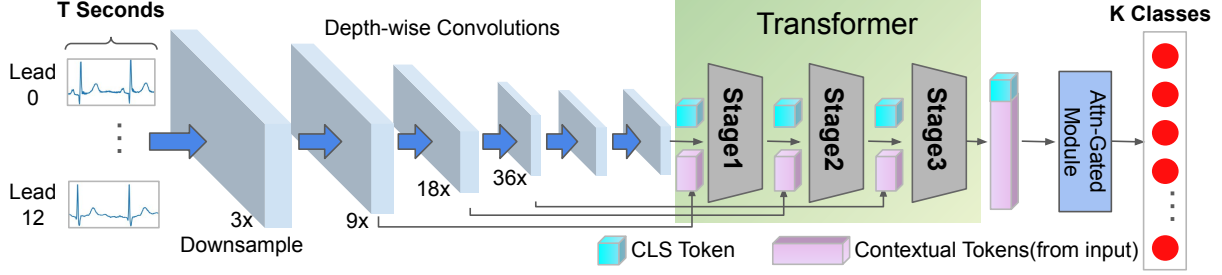 T Seconds
Depth-wise Convolutions
Transformer
K Classes
Lead
0
Stage1
Stage2
Stage3
Attn-Gated
Module
Lead
12
3x
9x
18x
36x
Downsample
CLS Token
Contextual Tokens(from input)